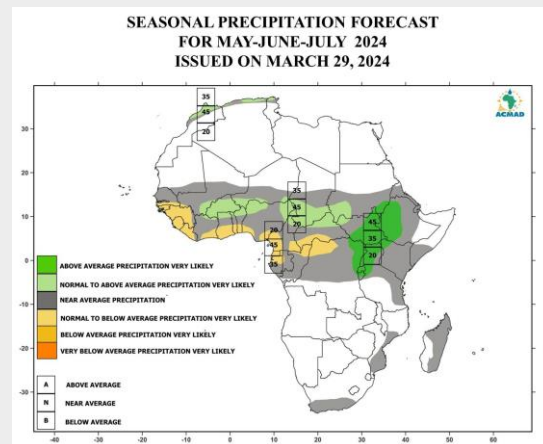 SEASONAL PRECIPITATION FORECAST
FOR MAY-JUNE-JULY 2024
ISSUED ON MARCH 29, 2024
ACMAD
35
45
20
35
45
20
20
45
35
45
35
20
30
20
10
0
-10
-20
-30
ABOVE AVERAGE PRECIPITATION VERY LIKELY
NORMAL TO ABOVE AVERAGE PRECIPITATION VERY LIKELY
NEAR AVERAGE PRECIPITATION
NORMAL TO BELOW AVERAGE PRECIPITATION VERY LIKELY
BELOW AVERAGE PRECIPITATION VERY LIKELY
VERY BELOW AVERAGE PRECIPITATION VERY LIKELY
A ABOVE AVERAGE
N NEAR AVERAGE
B BELOW AVERAGE
-40 -20 -10 0 10 20 30 40 60